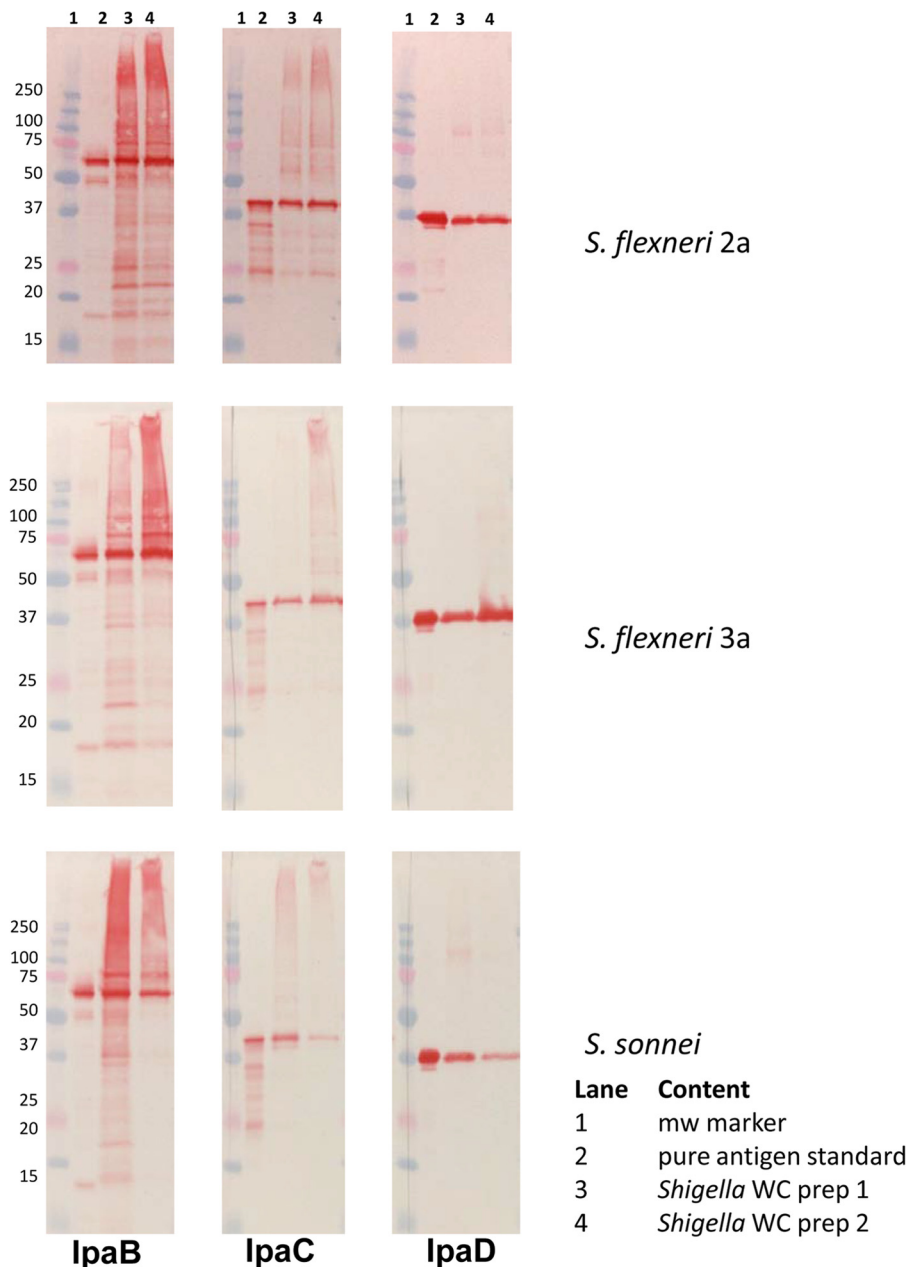 1 2 3 4
1 2 3 4
1 2 3 4
250
100
75
50
37
25
20
15
S. flexneri 2a
250
100
75
50
37
25
20
15
S. flexneri 3a
250
100
75
50
37
25
20
15
S. sonnei
Lane Content
1 mw marker
2 pure antigen standard
3 Shigella WC prep 1
4 Shigella WC prep 2
IpaB
IpaC
IpaD